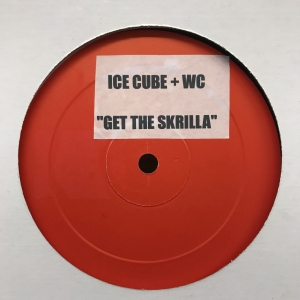 ICE CUBE + WC
"GET THE SKRILLA"